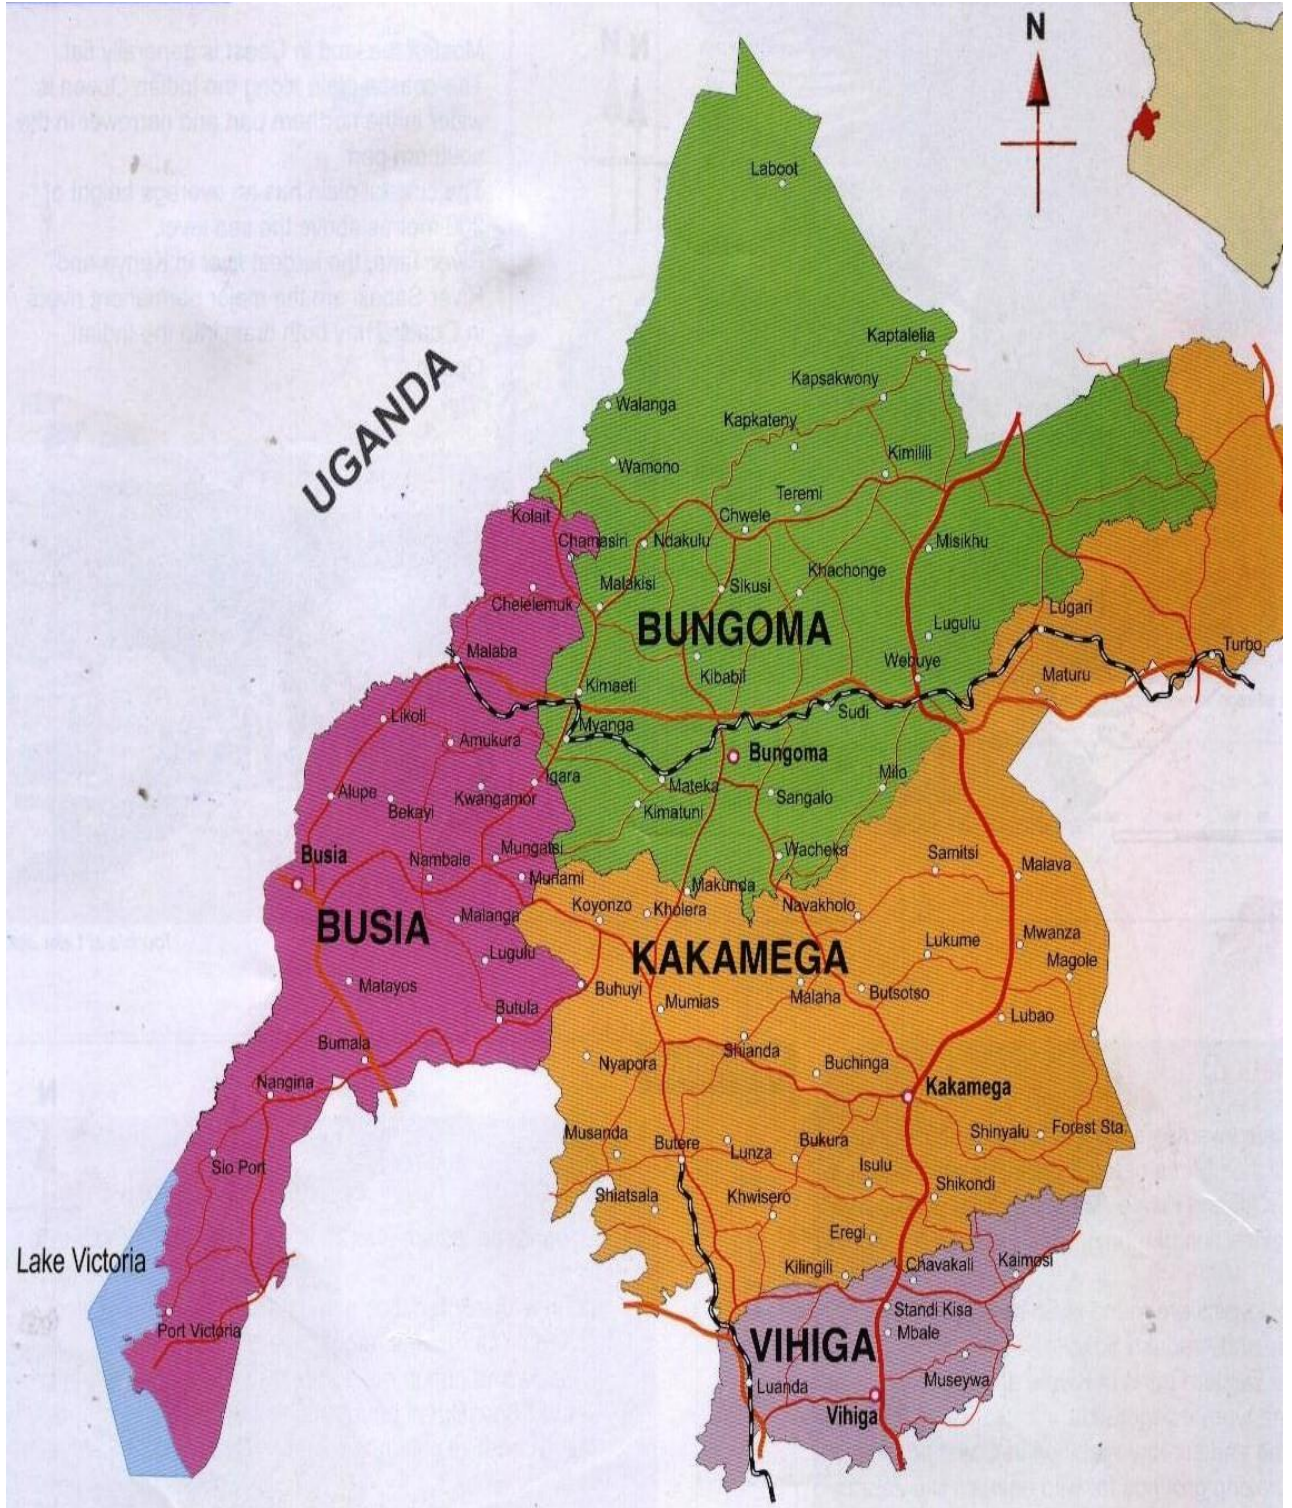 N
Laboot
UGANDA
Kaptalelia
Kapsakwony
Walanga
Kapkateny
Kimilili
Wamono
Teremi
Kolait
Chwele
Chamasiri
Ndakulu
Misikhu
Khachonge
Malakisi
Sikusi
Chelelemuk
Lugari
BUNGOMA
Lugulu
Turbo
Malaba
Webuye
Kibabii
Maturu
Kimaeti
Likoli
Myanga
Sudi
Amukura
Bungoma
Igara
Milo
Alupe
Kwangamor
Mateka
Sangalo
Bekayi
Kimatuni
Busia
Nambale
Mungatsi
Wacheka
Samitsi
Malava
Munami
Makunda
Koyonzo
Kholera
Navakholo
BUSIA
Malanga
Mwanza
Lukume
KAKAMEGA
Lugulu
Magole
Matayos
Buhuyi
Malaha
Butsotso
Butula
Mumias
Lubao
Bumala
Shianda
Nyapora
Buchinga
Nangina
Kakamega
Musanda
Butere
Lunza
Bukura
Shinyalu
Forest Sta.
Sio Port
Isulu
Shiatsala
Khwisero
Shikondi
Eregi
Lake Victoria
Kilingili
Chavakali
Kaimosi
Standi Kisa
Port Victoria
Mbale
VIHIGA
Luanda
Museywa
Vihiga